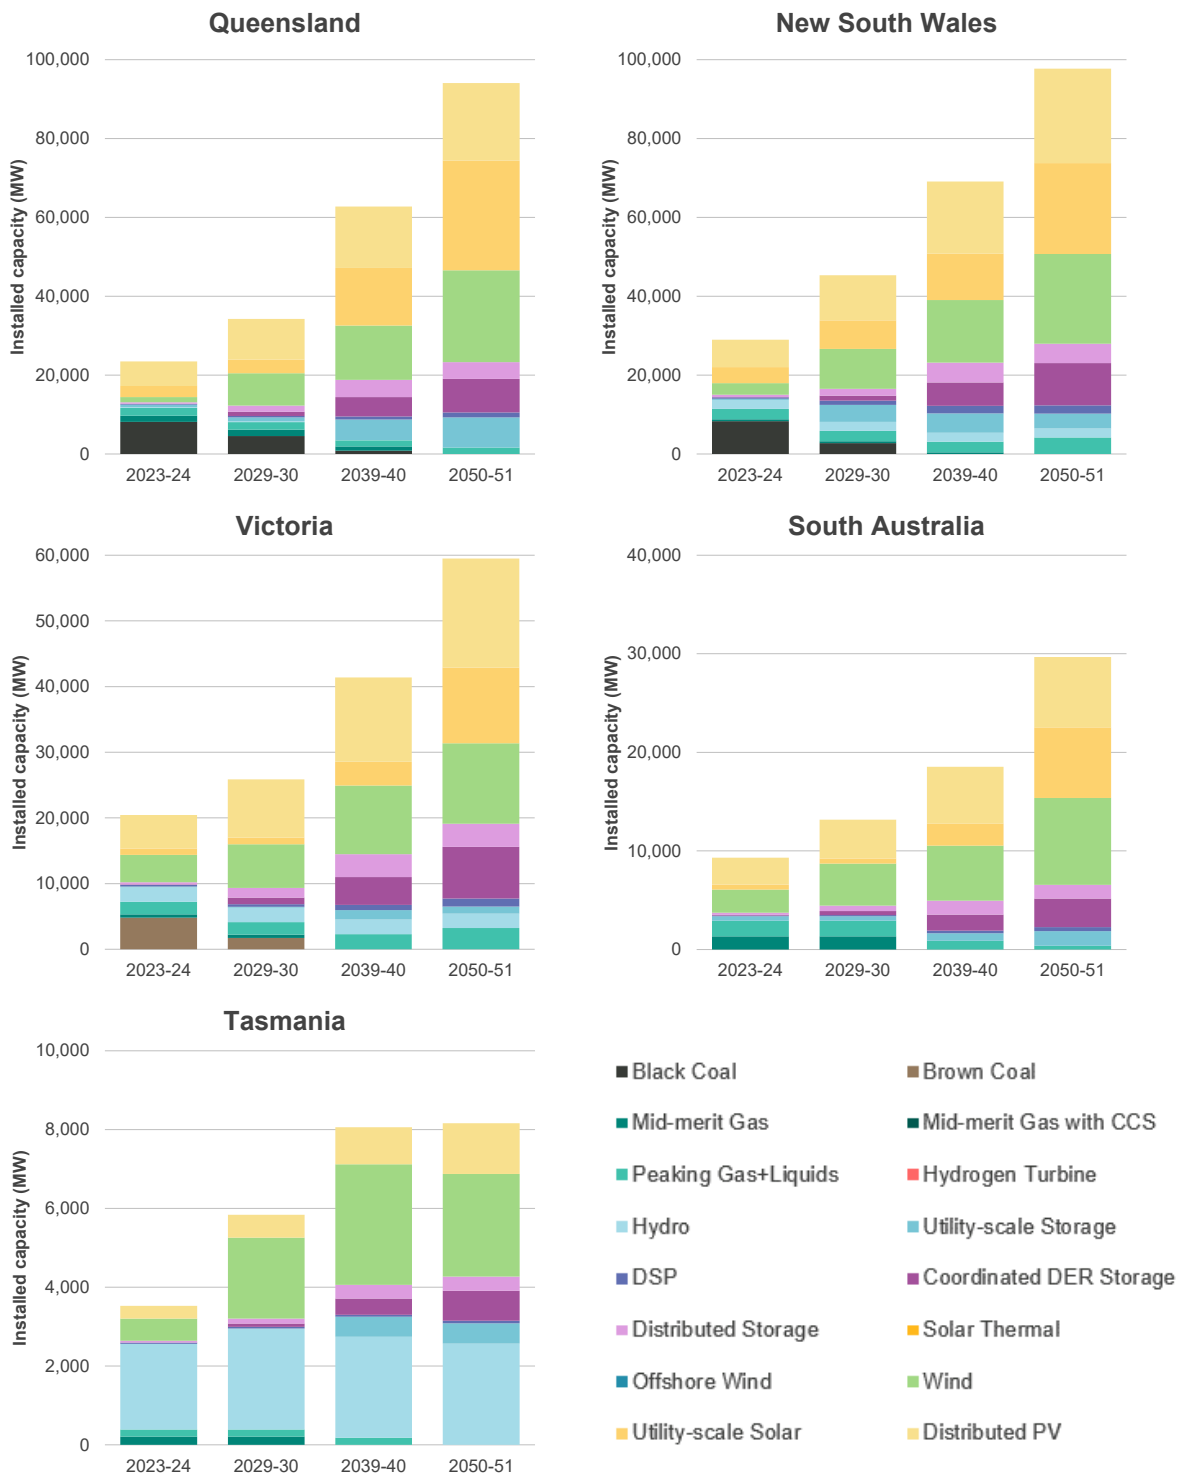 Queensland
Installed capacity (MW)
100,000
80,000
60,000
40,000
20,000
0
2023-24 2029-30 2039-40 2050-51
New South Wales
Installed capacity (MW)
100,000
80,000
60,000
40,000
20,000
0
2023-24 2029-30 2039-40 2050-51
Victoria
Installed capacity (MW)
60,000
50,000
40,000
30,000
20,000
10,000
0
2023-24 2029-30 2039-40 2050-51
South Australia
Installed capacity (MW)
40,000
30,000
20,000
10,000
0
2023-24 2029-30 2039-40 2050-51
Tasmania
Installed capacity (MW)
10,000
8,000
6,000
4,000
2,000
0
2023-24 2029-30 2039-40 2050-51
Black Coal
Brown Coal
Mid-merit Gas
Mid-merit Gas with CCS
Peaking Gas+Liquids
Hydrogen Turbine
Hydro
Utility-scale Storage
DSP
Coordinated DER Storage
Distributed Storage
Solar Thermal
Offshore Wind
Wind
Utility-scale Solar
Distributed PV